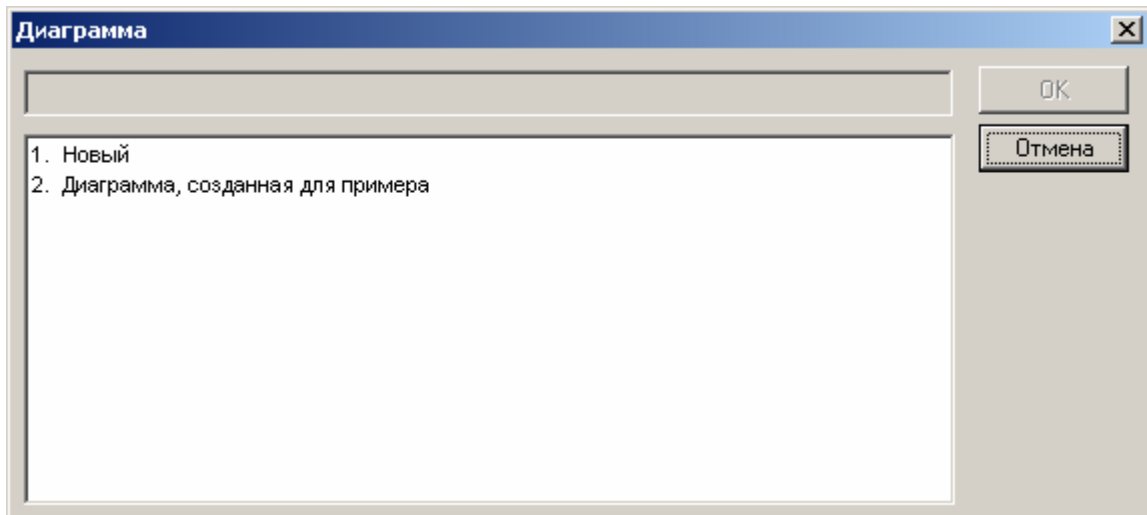 Диаграмма
OK
1. Новый
Отмена
2. Диаграмма, созданная для примера